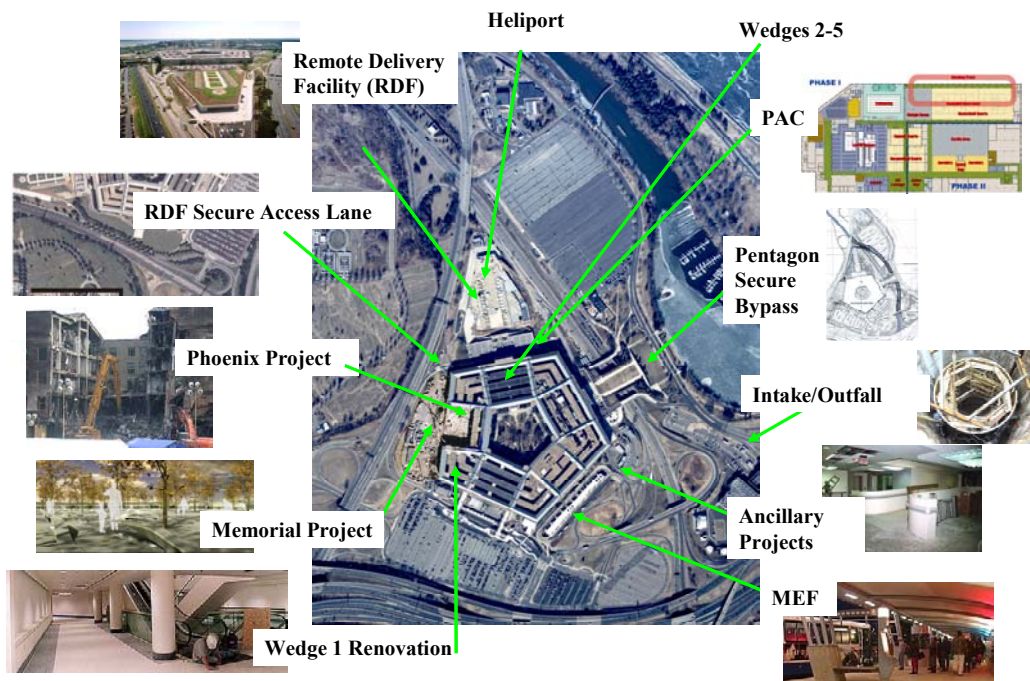 Heliport
Wedges 2-5
Remote Delivery
Facility (RDF)
PHASE I
PAC
PHASE II
RDF Secure Access Lane
Pentagon
Secure
Bypass
Phoenix Project
Intake/Outfall
Memorial Project
Ancillary
Projects
MEF
Wedge 1 Renovation